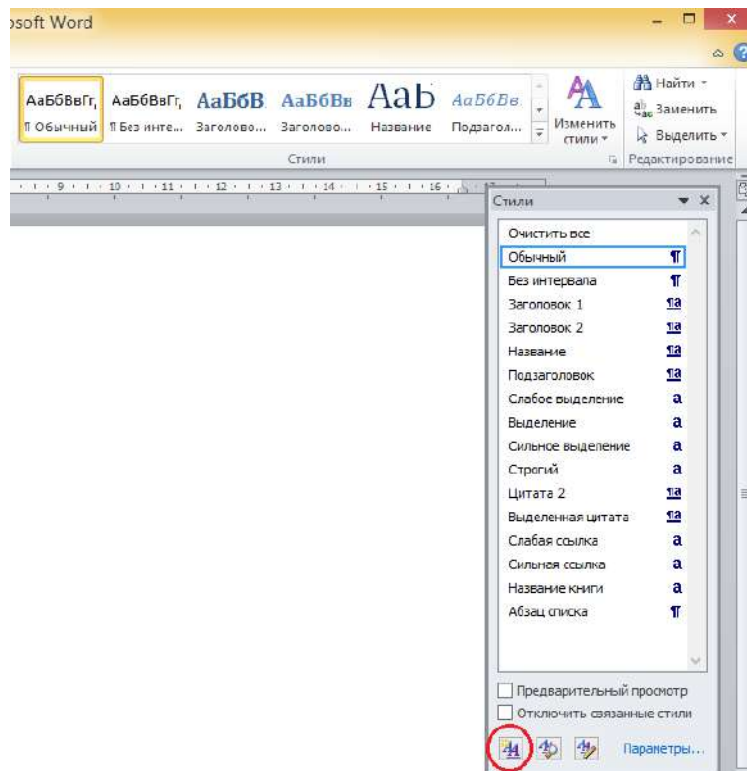 osoft Word
АаБбВвГг, АаБбВвГг, АаБбВ АаБбВв АаБ АаБбВв
¶ Обычный ¶ Без инте... Заголово... Заголово... Название Подзагол...
Изменить
стили
Найти
Заменить
Выделить
Стили
Редактирование
9 10 11 12 13 14 15 16 17
Стили
Очистить все
Обычный ¶
Без интервала ¶
Заголовок 1 ¶a
Заголовок 2 ¶a
Название ¶a
Подзаголовок ¶a
Слабое выделение a
Выделение a
Сильное выделение a
Строгий a
Цитата 2 ¶a
Выделенная цитата ¶a
Слабая ссылка a
Сильная ссылка a
Название книги a
Абзац списка ¶
Предварительный просмотр
Отключить связанные стили
Параметры...